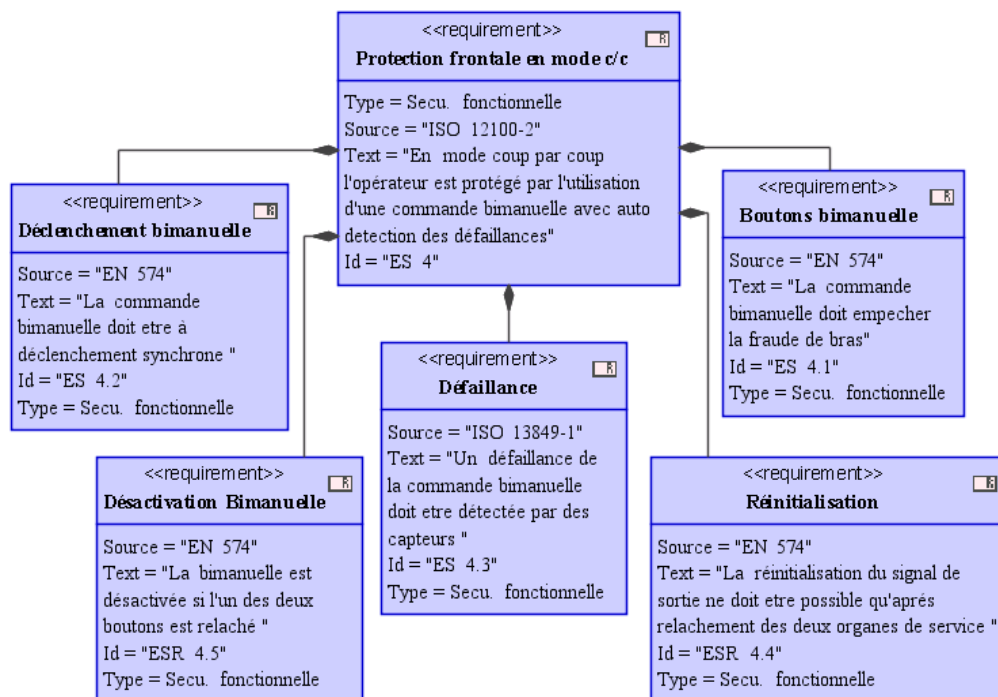 <<requirement>>
R
Protection frontale en mode c/c
Type = Secu. fonctionnelle
Source = "ISO 12100-2"
Text = "En mode coup par coup
l'opérateur est protégé par l'utilisation
d'une commande bimanuelle avec auto
detection des défaillances"
Id = "ES 4"
<<requirement>>
R
Déclenchement bimanuelle
Source = "EN 574"
Text = "La commande
bimanuelle doit etre à
déclenchement synchrone "
Id = "ES 4.2"
Type = Secu. fonctionnelle
<<requirement>>
R
Boutons bimanuelle
Source = "EN 574"
Text = "La commande
bimanuelle doit empecher
la fraude de bras"
Id = "ES 4.1"
Type = Secu. fonctionnelle
<<requirement>>
R
Défaillance
Source = "ISO 13849-1"
Text = "Un défaillance de
la commande bimanuelle
doit etre détectée par des
capteurs "
Id = "ES 4.3"
Type = Secu. fonctionnelle
<<requirement>>
R
Désactivation Bimanuelle
Source = "EN 574"
Text = "La bimanuelle est
désactivée si l'un des deux
boutons est relaché "
Id = "ESR 4.5"
Type = Secu. fonctionnelle
<<requirement>>
R
Réinitialisation
Source = "EN 574"
Text = "La réinitialisation du signal de
sortie ne doit etre possible qu'aprés
relachement des deux organes de service "
Id = "ESR 4.4"
Type = Secu. fonctionnelle